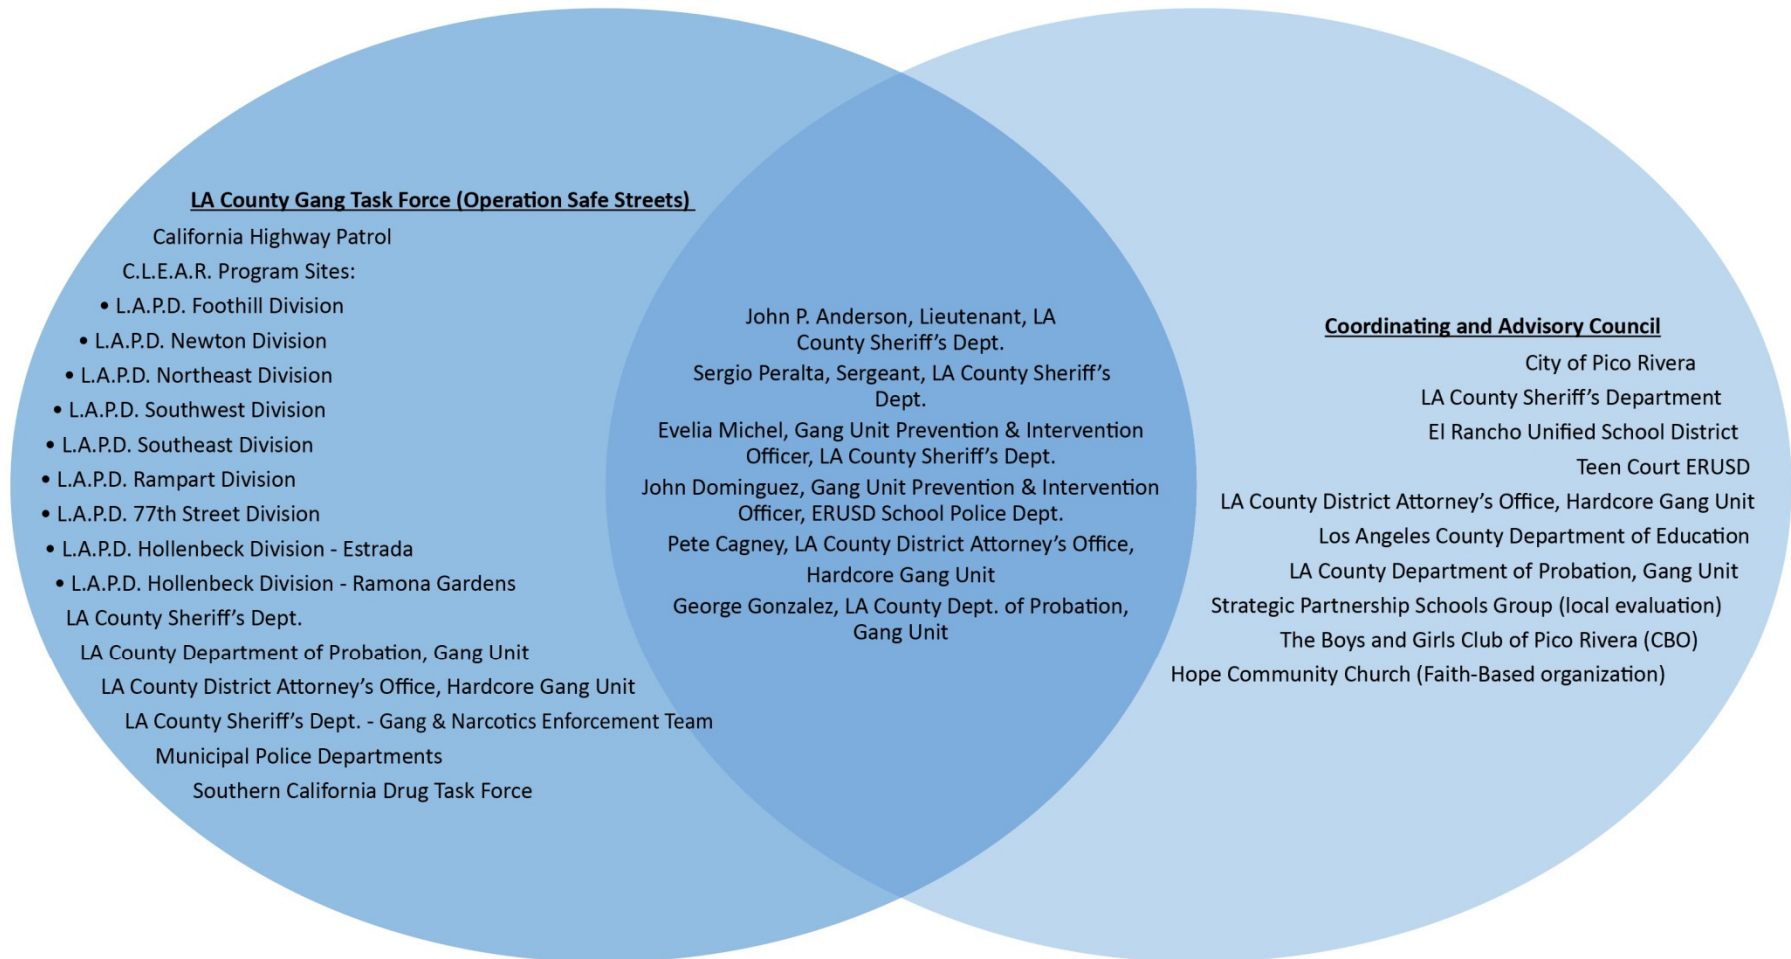 LA County Gang Task Force (Operation Safe Streets)
California Highway Patrol
C.L.E.A.R. Program Sites:
• L.A.P.D. Foothill Division
• L.A.P.D. Newton Division
• L.A.P.D. Northeast Division
• L.A.P.D. Southwest Division
• L.A.P.D. Southeast Division
• L.A.P.D. Rampart Division
• L.A.P.D. 77th Street Division
• L.A.P.D. Hollenbeck Division - Estrada
• L.A.P.D. Hollenbeck Division - Ramona Gardens
LA County Sheriff’s Dept.
LA County Department of Probation, Gang Unit
LA County District Attorney’s Office, Hardcore Gang Unit
LA County Sheriff’s Dept. - Gang & Narcotics Enforcement Team
Municipal Police Departments
Southern California Drug Task Force
John P. Anderson, Lieutenant, LA
County Sheriff’s Dept.
Sergio Peralta, Sergeant, LA County Sheriff’s
Dept.
Evelia Michel, Gang Unit Prevention & Intervention
Officer, LA County Sheriff’s Dept.
John Dominguez, Gang Unit Prevention & Intervention
Officer, ERUSD School Police Dept.
Pete Cagney, LA County District Attorney’s Office,
Hardcore Gang Unit
George Gonzalez, LA County Dept. of Probation,
Gang Unit
Coordinating and Advisory Council
City of Pico Rivera
LA County Sheriff’s Department
El Rancho Unified School District
Teen Court ERUSD
LA County District Attorney’s Office, Hardcore Gang Unit
Los Angeles County Department of Education
LA County Department of Probation, Gang Unit
Strategic Partnership Schools Group (local evaluation)
The Boys and Girls Club of Pico Rivera (CBO)
Hope Community Church (Faith-Based organization)